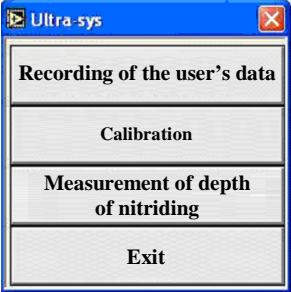 Ultra-sys
Recording of the user's data
Calibration
Measurement of depth
of nitriding
Exit